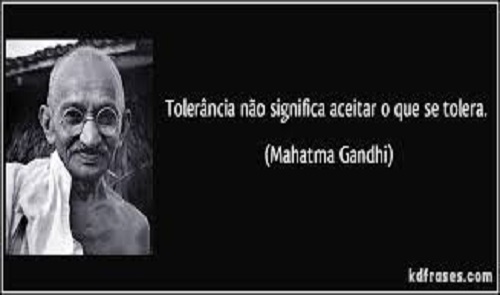 Tolerância não significa aceitar o que se tolera.
(Mahatma Gandhi)
kdfrases.com